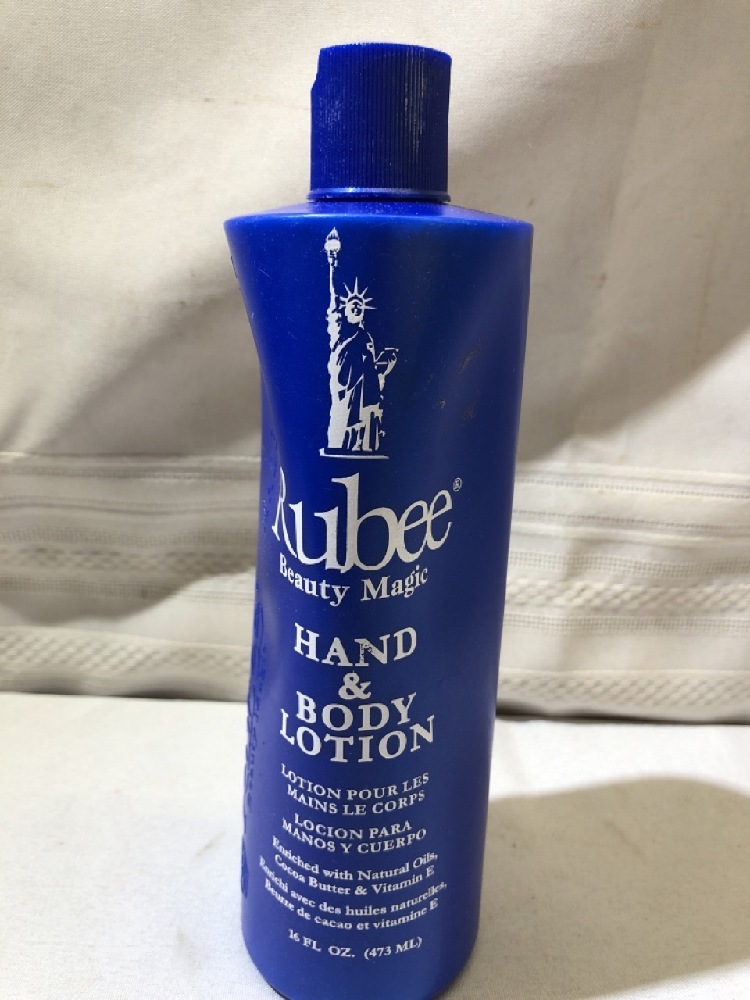 Rubee®
Beauty Magic
HAND
&
BODY
LOTION
LOTION POUR LES
MAINS LE CORPS
LOCION PARA
MANOS Y CUERPO
Enriched with Natural Oils,
Cocoa Butter & Vitamin E
Enrichi avec des huiles naturelles,
Beurre de cacao et vitamine E
16 FL OZ. (473 ML)